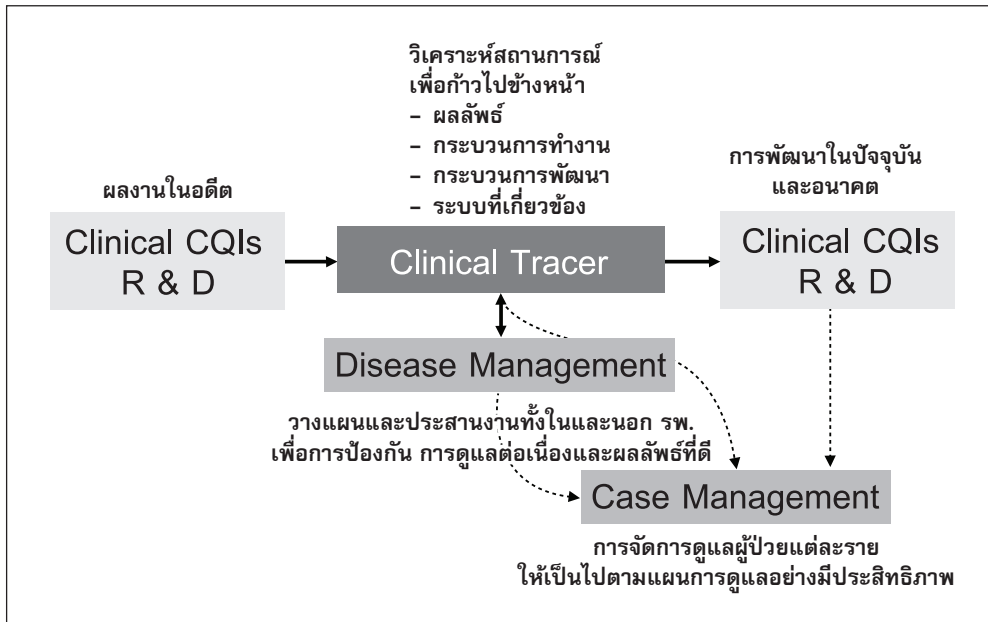 วิเคราะห์สถานการณ์
เพื่อก้าวไปข้างหน้า
– ผลลัพธ์
– กระบวนการทำงาน
– กระบวนการพัฒนา
– ระบบที่เกี่ยวข้อง
ผลงานในอดีต
Clinical CQIs
R & D
Clinical Tracer
การพัฒนาในปัจจุบัน
และอนาคต
Clinical CQIs
R & D
Disease Management
วางแผนและประสานงานทั้งในและนอก รพ.
เพื่อการป้องกัน การดูแลต่อเนื่องและผลลัพธ์ที่ดี
Case Management
การจัดการดูแลผู้ป่วยแต่ละราย
ให้เป็นไปตามแผนการดูแลอย่างมีประสิทธิภาพ